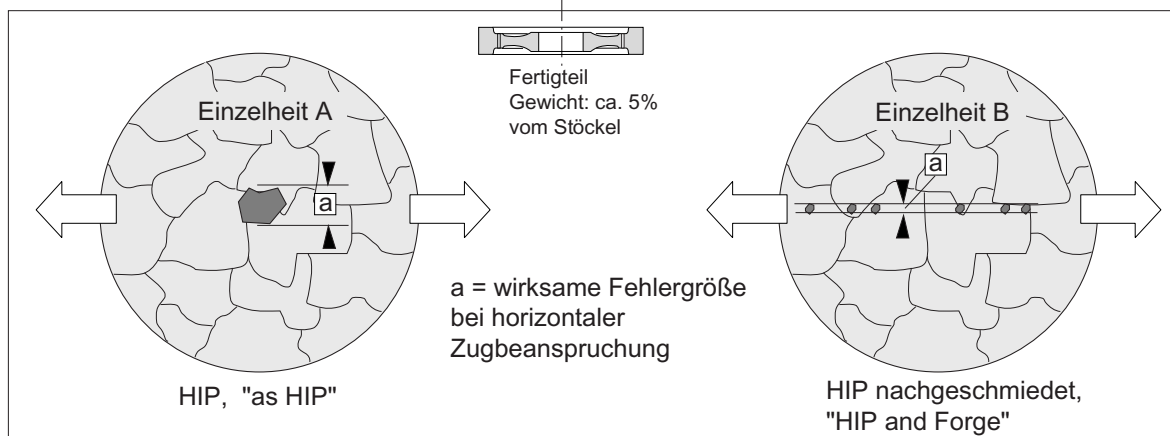 Fertigteil
Gewicht: ca. 5%
vom Stöckel
Einzelheit A
a
HIP, "as HIP"
a = wirksame Fehlergröße
bei horizontaler
Zugbeanspruchung
Einzelheit B
a
HIP nachgeschmiedet,
"HIP and Forge"